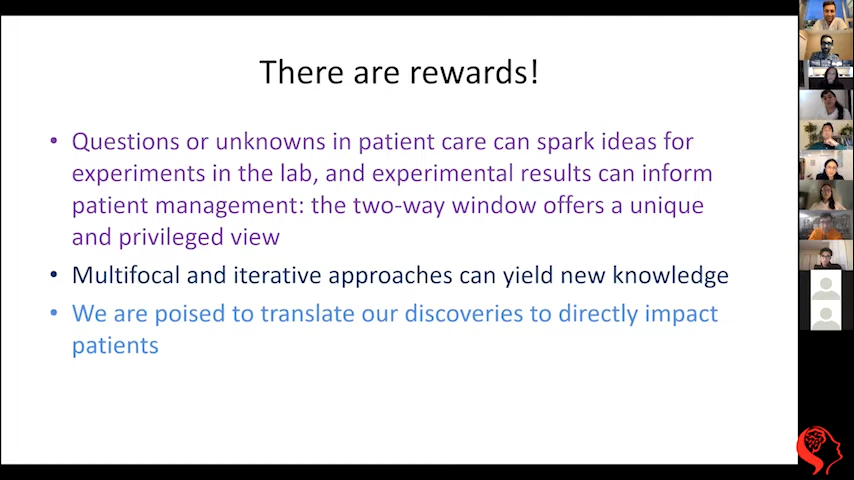 There are rewards!
• Questions or unknowns in patient care can spark ideas for
experiments in the lab, and experimental results can inform
patient management: the two-way window offers a unique
and privileged view
• Multifocal and iterative approaches can yield new knowledge
• We are poised to translate our discoveries to directly impact
patients